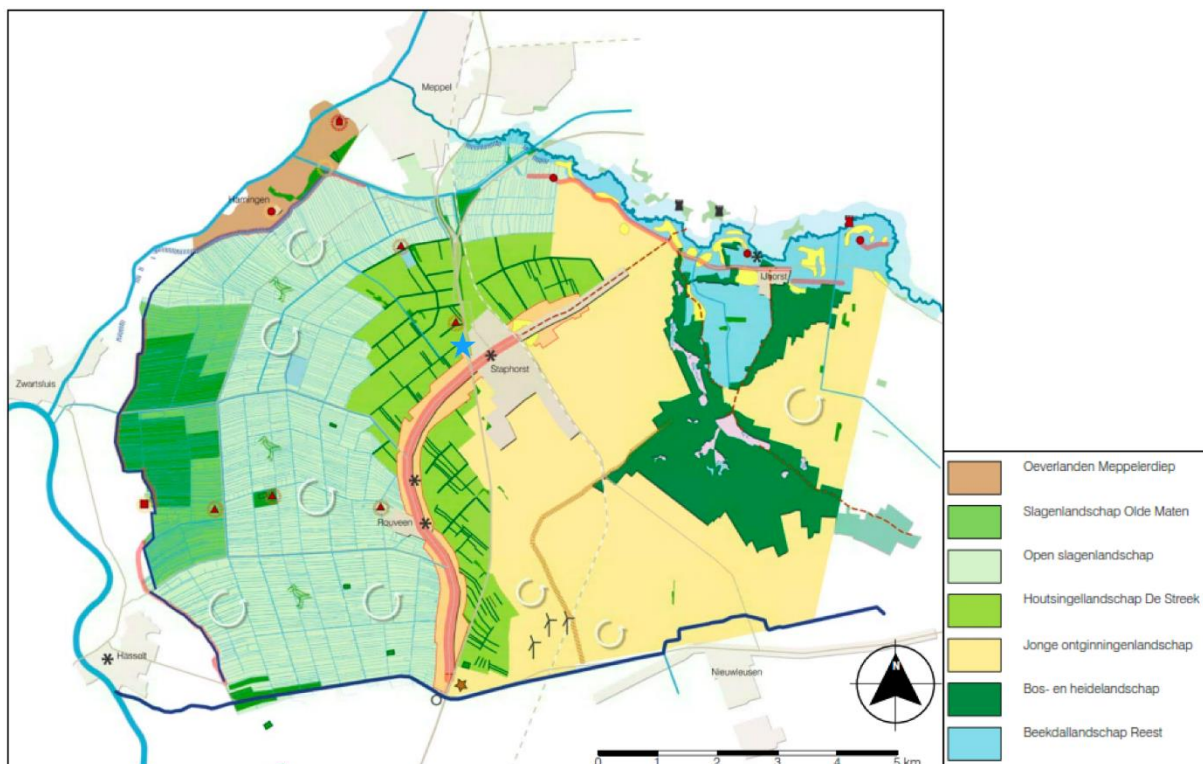 Meppel
Hamingen
IJhorst
Zwartsluis
Staphorst
Rouveen
Hasselt
Nieuwleusen
N
0 1 2 3 4 5 km
Oeverlanden Meppelerdiep
Slagenlandschap Olde Maten
Open slagenlandschap
Houtsingellandschap De Streek
Jonge ontginningenlandschap
Bos- en heidelandschap
Beekdallandschap Reest